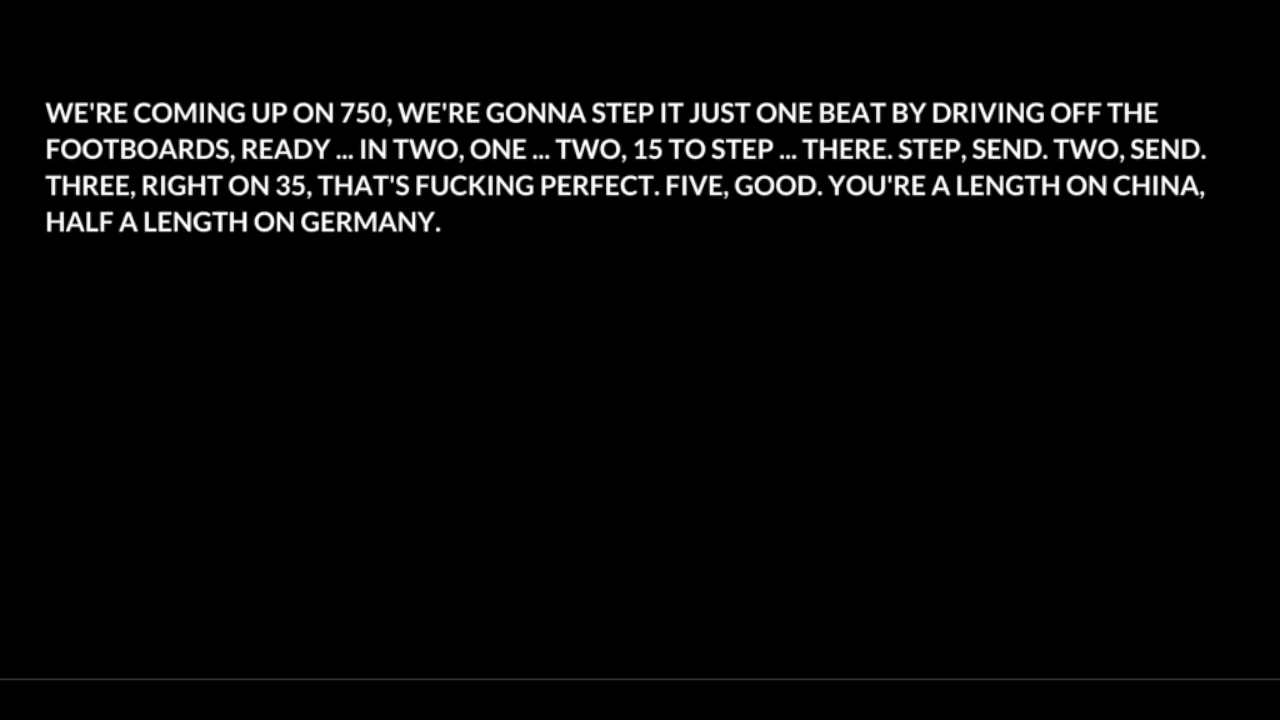 WE'RE COMING UP ON 750, WE'RE GONNA STEP IT JUST ONE BEAT BY DRIVING OFF THE
FOOTBOARDS, READY ... IN TWO, ONE ... TWO, 15 TO STEP ... THERE. STEP, SEND. TWO, SEND.
THREE, RIGHT ON 35, THAT'S FUCKING PERFECT. FIVE, GOOD. YOU'RE A LENGTH ON CHINA,
HALF A LENGTH ON GERMANY.